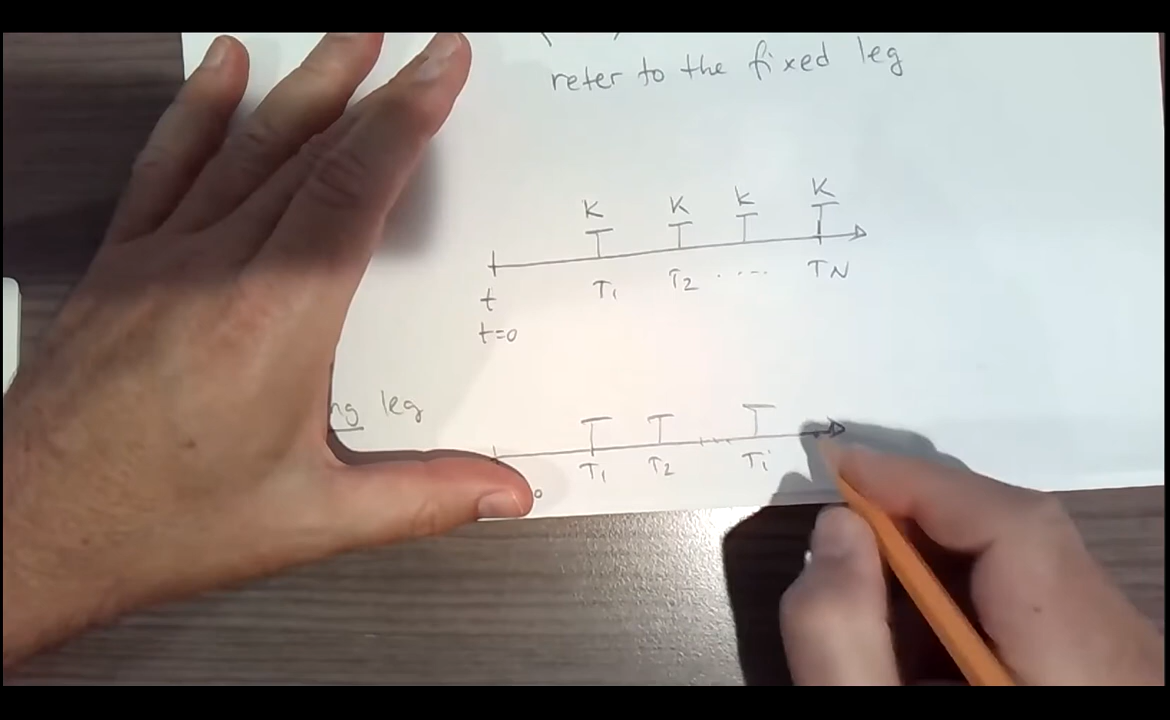 refer to the fixed leg
K K K K
T1 T2 .... TN
t
t=0
leg
T1 T2 .... Ti